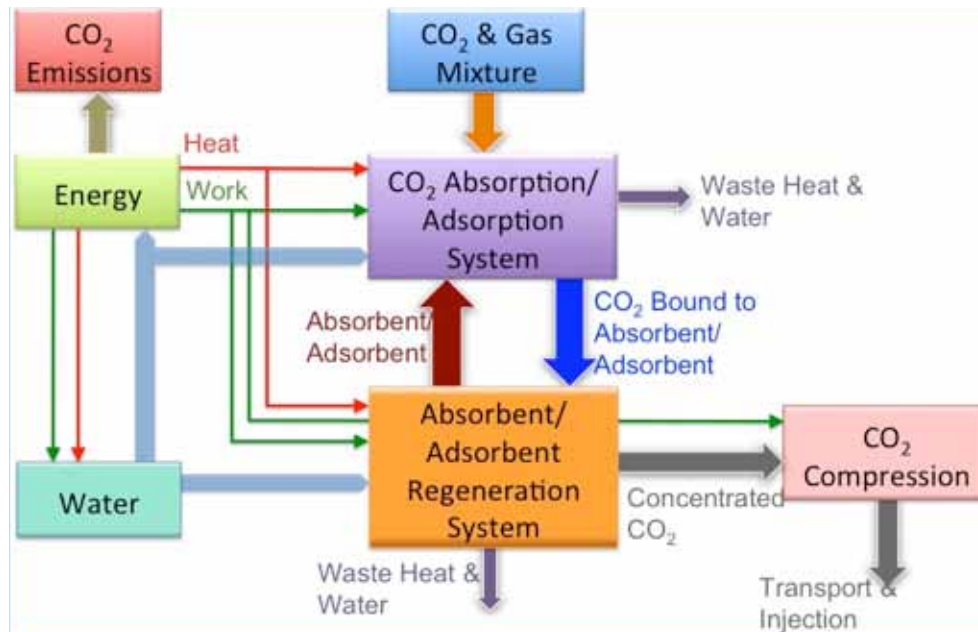 CO₂
Emissions
CO₂ & Gas
Mixture
Heat
Energy
Work
CO₂ Absorption/
Adsorption
System
Waste Heat &
Water
Absorbent/
Adsorbent
CO₂ Bound to
Absorbent/
Adsorbent
Absorbent/
Adsorbent
Regeneration
System
CO₂
Compression
Water
Concentrated
CO₂
Waste Heat &
Water
Transport &
Injection